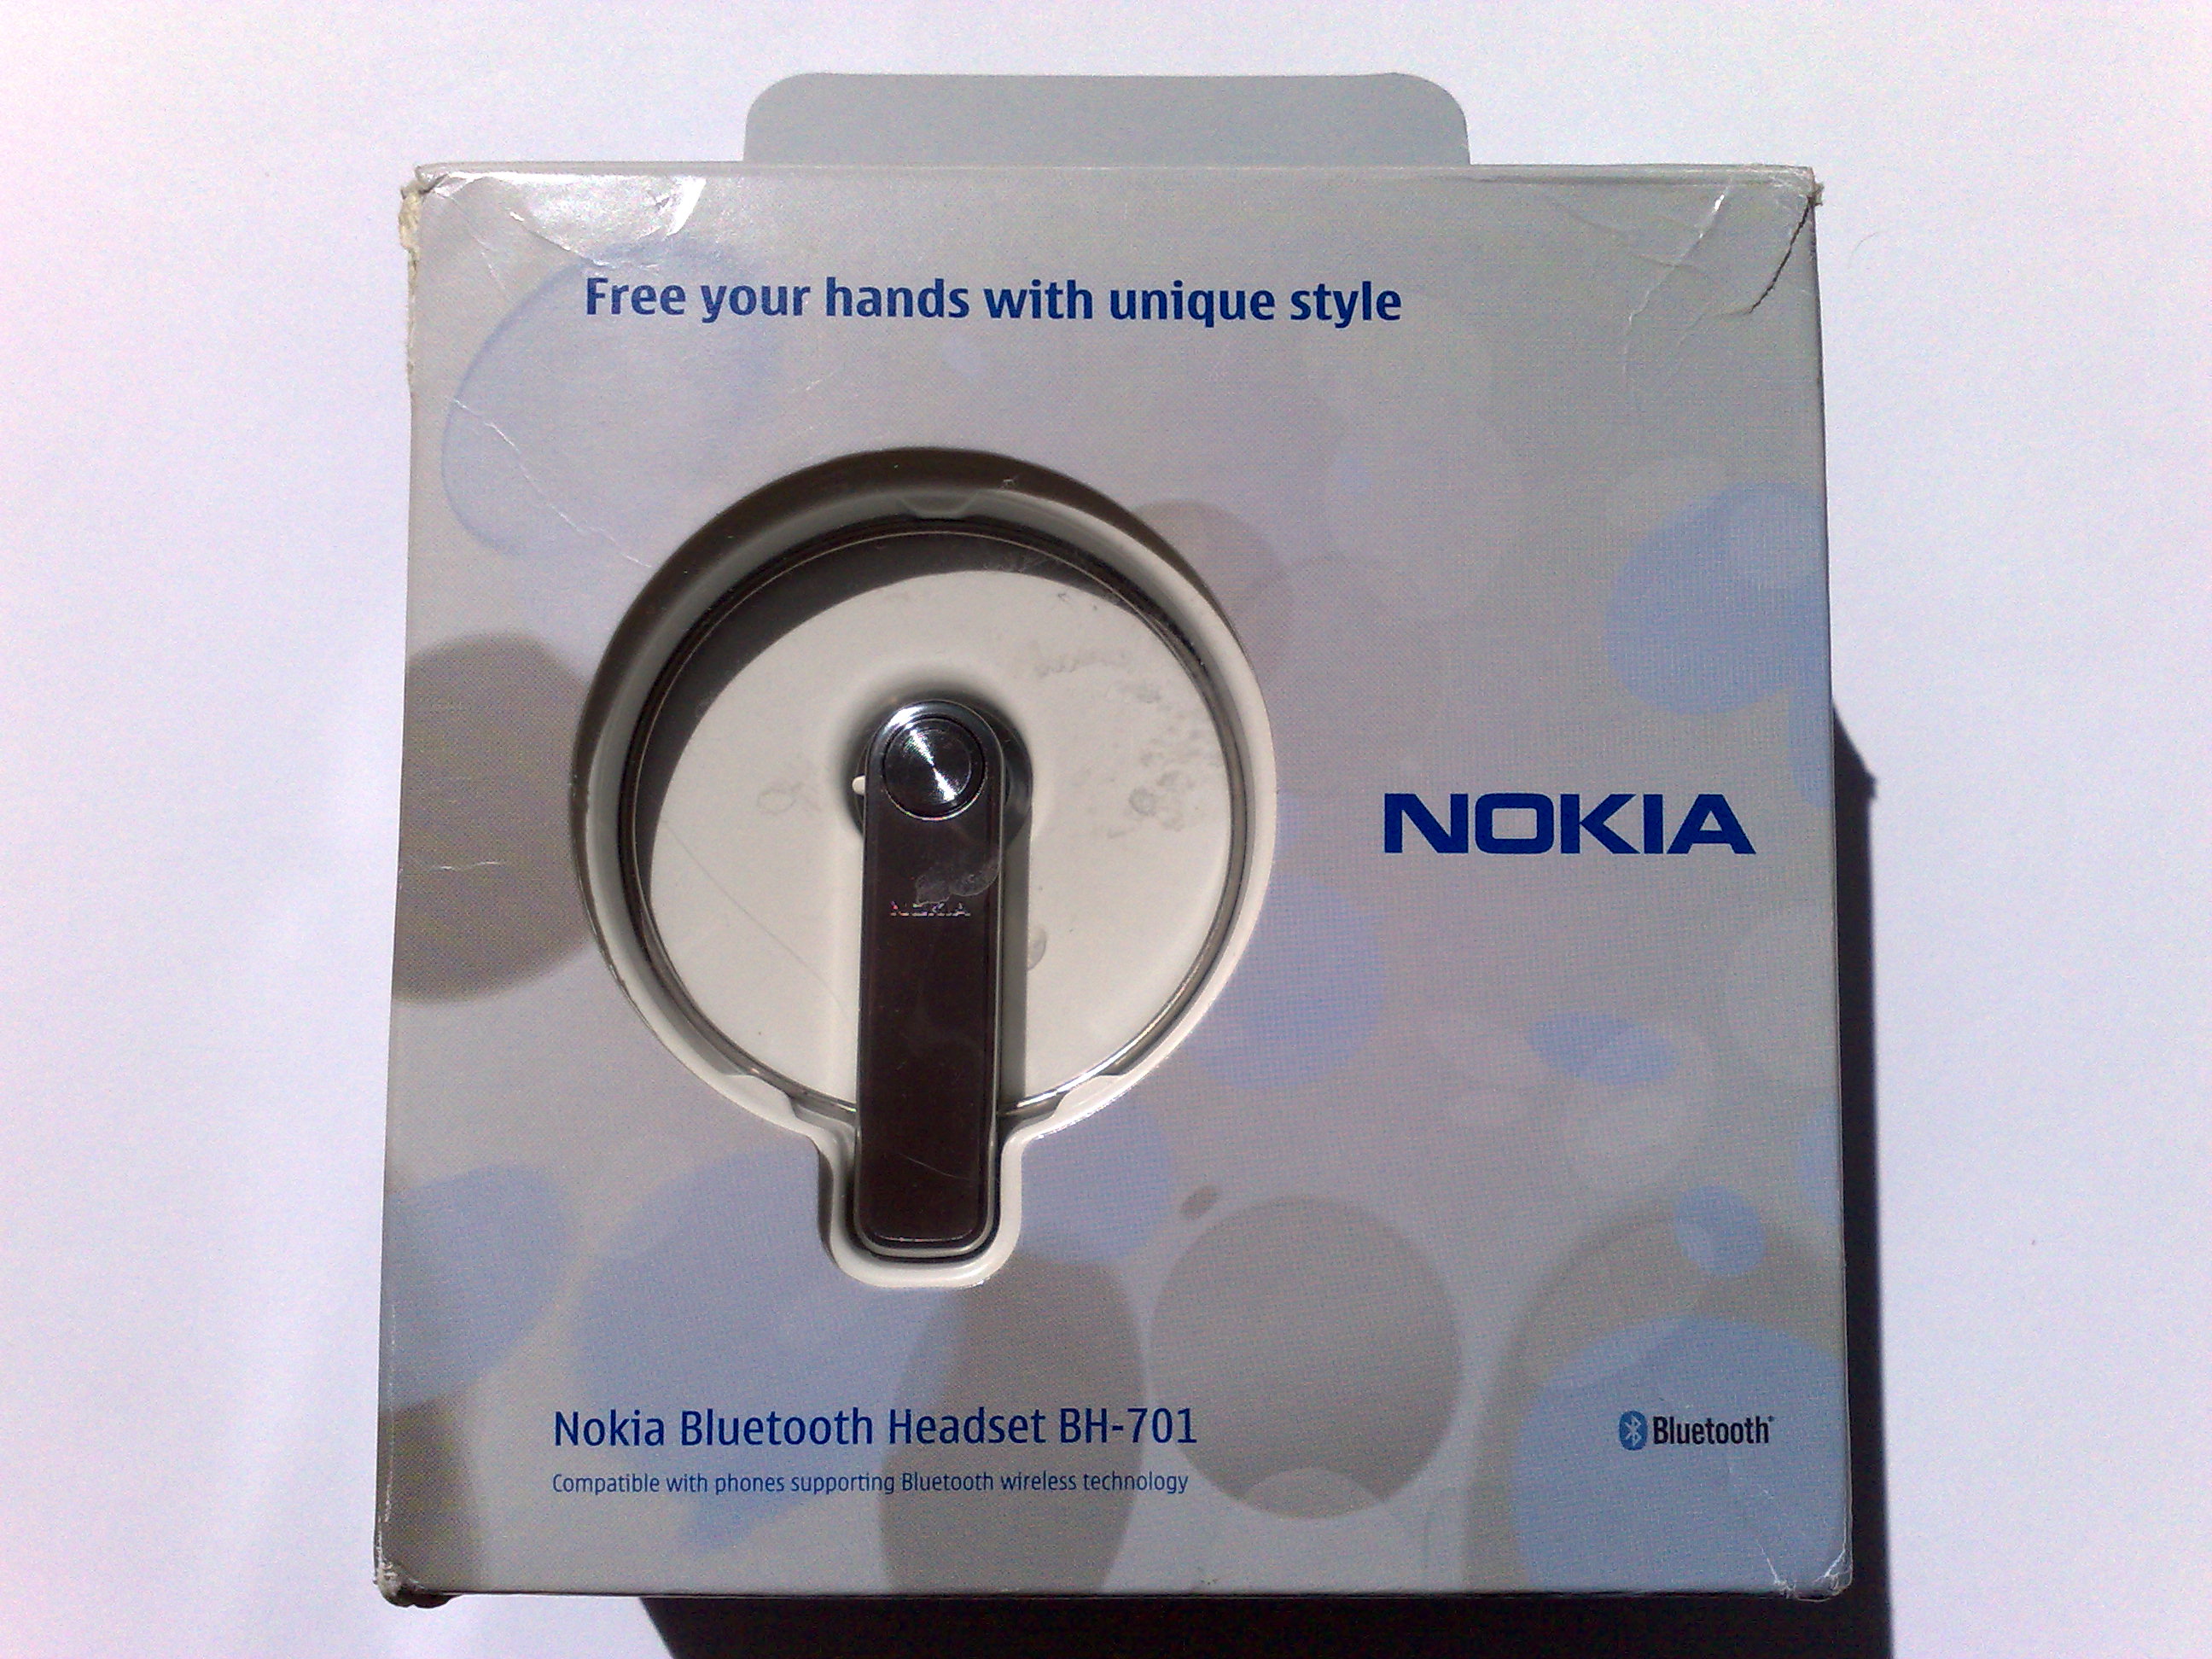 Free your hands with unique style
NOKIA
NOKIA
Nokia Bluetooth Headset BH-701
Compatible with phones supporting Bluetooth wireless technology
Bluetooth®